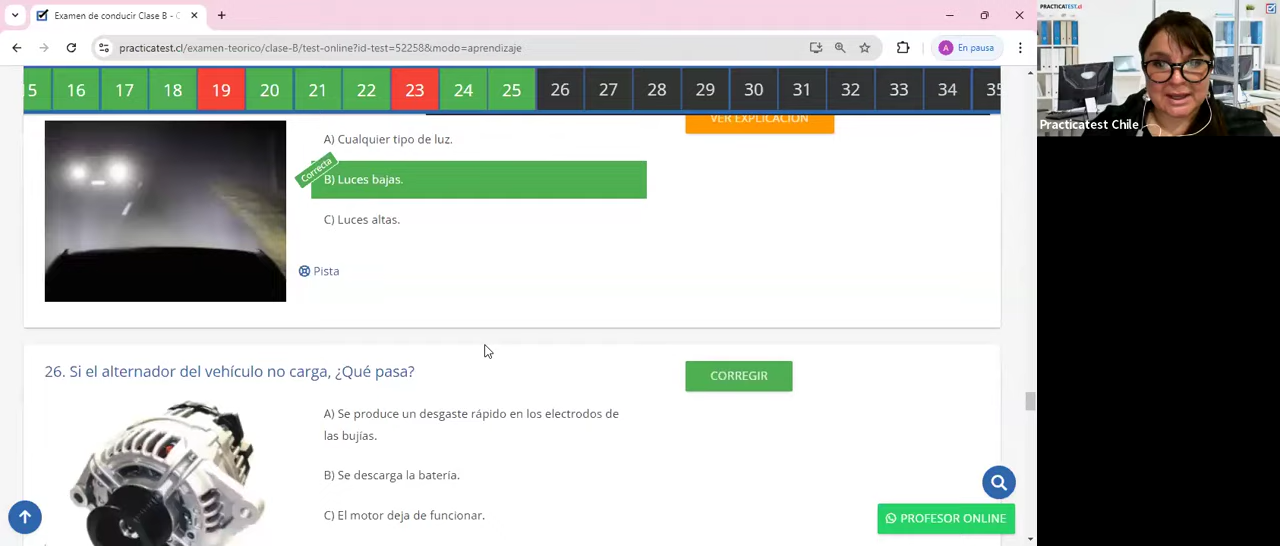 Examen de conducir Clase B - C
practicatest.cl/examen-teorico/clase-B/test-online?id-test=52258&modo=aprendizaje
A
En pausa
PRACTICATEST.cl
Practicatest Chile
15 16 17 18 19 20 21 22 23 24 25 26 27 28 29 30 31 32 33 34 35
VER EXPLICACIÓN
A) Cualquier tipo de luz.
Correcta
B) Luces bajas.
C) Luces altas.
Pista
26. Si el alternador del vehículo no carga, ¿Qué pasa?
CORREGIR
A) Se produce un desgaste rápido en los electrodos de
las bujías.
B) Se descarga la batería.
C) El motor deja de funcionar.
PROFESOR ONLINE